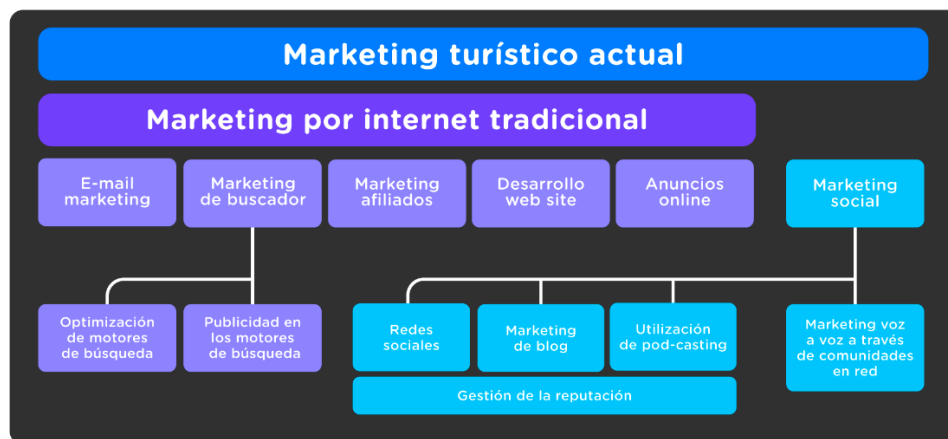 Marketing turístico actual
Marketing por internet tradicional
E-mail
marketing
Marketing
de buscador
Marketing
afiliados
Desarrollo
web site
Anuncios
online
Marketing
social
Optimización
de motores
de búsqueda
Publicidad en
los motores
de búsqueda
Redes
sociales
Marketing
de blog
Utilización
de pod-casting
Marketing voz
a voz a través
de comunidades
en red
Gestión de la reputación